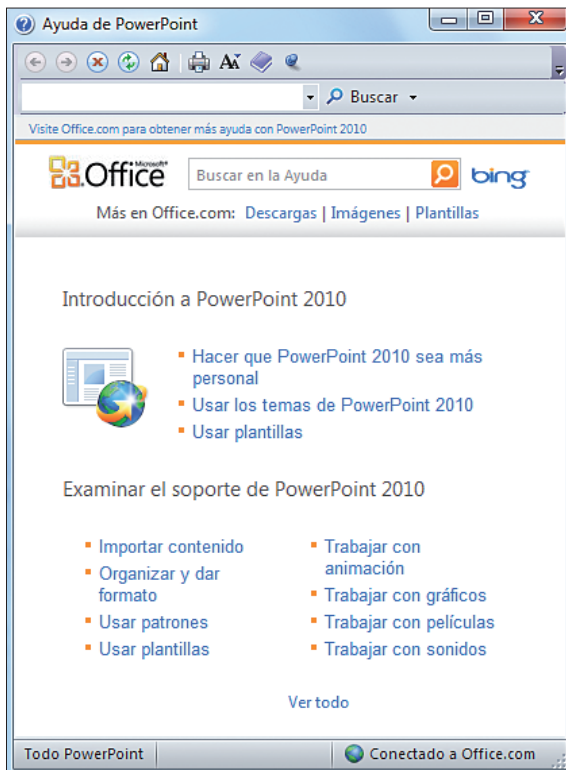 Ayuda de PowerPoint
Buscar
Visite Office.com para obtener más ayuda con PowerPoint 2010
Microsoft®
Office
Buscar en la Ayuda
bing
Más en Office.com: Descargas | Imágenes | Plantillas
Introducción a PowerPoint 2010
Hacer que PowerPoint 2010 sea más
personal
Usar los temas de PowerPoint 2010
Usar plantillas
Examinar el soporte de PowerPoint 2010
Importar contenido
Organizar y dar
formato
Usar patrones
Usar plantillas
Trabajar con
animación
Trabajar con gráficos
Trabajar con películas
Trabajar con sonidos
Ver todo
Todo PowerPoint
Conectado a Office.com